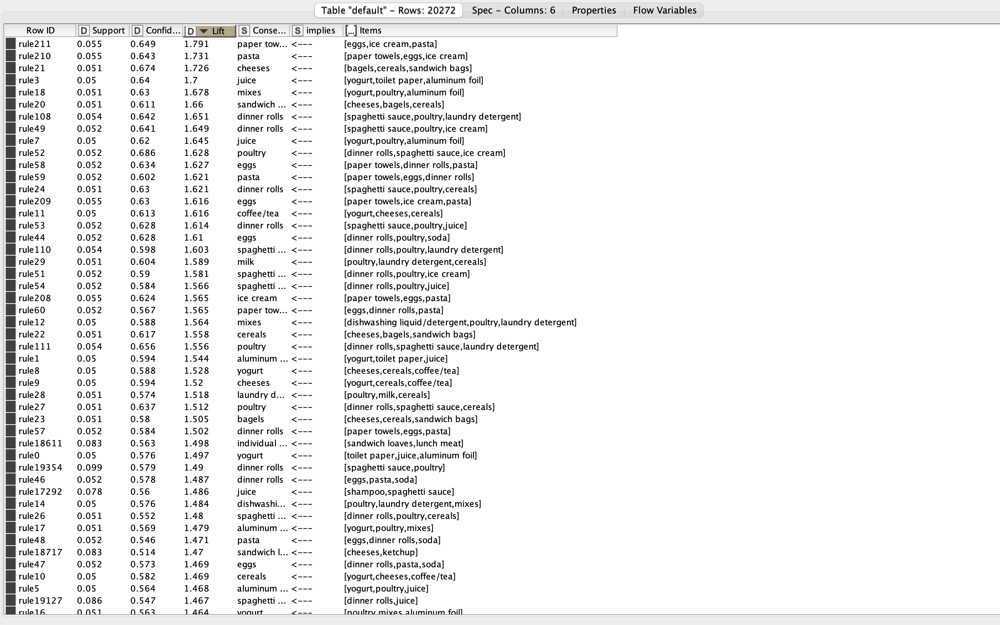 Table "default" – Rows: 20272 Spec – Columns: 6 Properties Flow Variables
Row ID D Support D Confid... D Lift S Conse... S implies [...] Items
rule211 0.055 0.649 1.791 paper tow... <--- [eggs,ice cream,pasta]
rule210 0.055 0.643 1.731 pasta <--- [paper towels,eggs,ice cream]
rule21 0.051 0.674 1.726 cheeses <--- [bagels,cereals,sandwich bags]
rule3 0.05 0.64 1.7 juice <--- [yogurt,toilet paper,aluminum foil]
rule18 0.051 0.63 1.678 mixes <--- [yogurt,poultry,aluminum foil]
rule20 0.051 0.611 1.66 sandwich ... <--- [cheeses,bagels,cereals]
rule108 0.054 0.642 1.651 dinner rolls <--- [spaghetti sauce,poultry,laundry detergent]
rule49 0.052 0.641 1.649 dinner rolls <--- [spaghetti sauce,poultry,ice cream]
rule7 0.05 0.62 1.645 juice <--- [yogurt,poultry,aluminum foil]
rule52 0.052 0.686 1.628 poultry <--- [dinner rolls,spaghetti sauce,ice cream]
rule58 0.052 0.634 1.627 eggs <--- [paper towels,dinner rolls,pasta]
rule59 0.052 0.602 1.621 pasta <--- [paper towels,eggs,dinner rolls]
rule24 0.051 0.63 1.621 dinner rolls <--- [spaghetti sauce,poultry,cereals]
rule209 0.055 0.63 1.616 eggs <--- [paper towels,ice cream,pasta]
rule11 0.05 0.613 1.616 coffee/tea <--- [yogurt,cheeses,cereals]
rule53 0.052 0.628 1.614 dinner rolls <--- [spaghetti sauce,poultry,juice]
rule44 0.052 0.628 1.61 eggs <--- [dinner rolls,poultry,soda]
rule110 0.054 0.598 1.603 spaghetti ... <--- [dinner rolls,poultry,laundry detergent]
rule29 0.051 0.604 1.589 milk <--- [poultry,laundry detergent,cereals]
rule51 0.052 0.59 1.581 spaghetti ... <--- [dinner rolls,poultry,ice cream]
rule54 0.052 0.584 1.566 spaghetti ... <--- [dinner rolls,poultry,juice]
rule208 0.055 0.624 1.565 ice cream <--- [paper towels,eggs,pasta]
rule60 0.052 0.567 1.565 paper tow... <--- [eggs,dinner rolls,pasta]
rule12 0.05 0.588 1.564 mixes <--- [dishwashing liquid/detergent,poultry,laundry detergent]
rule22 0.051 0.617 1.558 cereals <--- [cheeses,bagels,sandwich bags]
rule111 0.054 0.656 1.556 poultry <--- [dinner rolls,spaghetti sauce,laundry detergent]
rule1 0.05 0.594 1.544 aluminum ... <--- [yogurt,toilet paper,juice]
rule8 0.05 0.588 1.528 yogurt <--- [cheeses,cereals,coffee/tea]
rule9 0.05 0.594 1.52 cheeses <--- [yogurt,cereals,coffee/tea]
rule28 0.051 0.574 1.518 laundry d... <--- [poultry,milk,cereals]
rule27 0.051 0.637 1.512 poultry <--- [dinner rolls,spaghetti sauce,cereals]
rule23 0.051 0.58 1.505 bagels <--- [cheeses,cereals,sandwich bags]
rule57 0.052 0.584 1.502 dinner rolls <--- [paper towels,eggs,pasta]
rule18611 0.083 0.563 1.498 individual ... <--- [sandwich loaves,lunch meat]
rule0 0.05 0.576 1.497 yogurt <--- [toilet paper,juice,aluminum foil]
rule19354 0.099 0.579 1.49 dinner rolls <--- [spaghetti sauce,poultry]
rule46 0.052 0.578 1.487 dinner rolls <--- [eggs,pasta,soda]
rule17292 0.078 0.56 1.486 juice <--- [shampoo,spaghetti sauce]
rule14 0.05 0.576 1.484 dishwashi... <--- [poultry,laundry detergent,mixes]
rule26 0.051 0.552 1.48 spaghetti ... <--- [dinner rolls,poultry,cereals]
rule17 0.051 0.569 1.479 aluminum ... <--- [yogurt,poultry,mixes]
rule48 0.052 0.546 1.471 pasta <--- [eggs,dinner rolls,soda]
rule18717 0.083 0.514 1.47 sandwich l... <--- [cheeses,ketchup]
rule47 0.052 0.573 1.469 eggs <--- [dinner rolls,pasta,soda]
rule10 0.05 0.582 1.469 cereals <--- [yogurt,cheeses,coffee/tea]
rule5 0.05 0.564 1.468 aluminum ... <--- [yogurt,poultry,juice]
rule19127 0.086 0.547 1.467 spaghetti ... <--- [dinner rolls,juice]
rule16 0.051 0.563 1.464 yogurt <--- [poultry,mixes,aluminum foil]